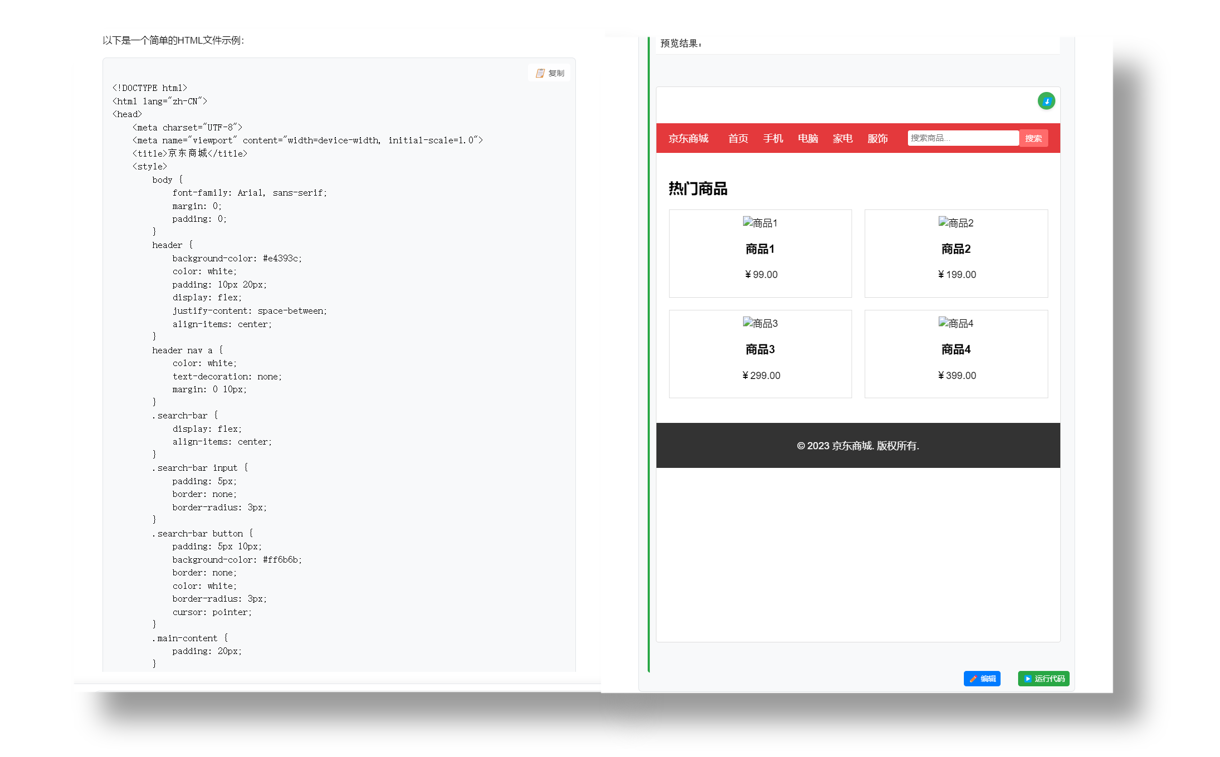 以下是一个简单的HTML文件示例:
复制
<!DOCTYPE html>
<html lang="zh-CN">
<head>
    <meta charset="UTF-8">
    <meta name="viewport" content="width=device-width, initial-scale=1.0">
    <title>京东商城</title>
    <style>
        body {
            font-family: Arial, sans-serif;
            margin: 0;
            padding: 0;
        }
        header {
            background-color: #e4393c;
            color: white;
            padding: 10px 20px;
            display: flex;
            justify-content: space-between;
            align-items: center;
        }
        header nav a {
            color: white;
            text-decoration: none;
            margin: 0 10px;
        }
        .search-bar {
            display: flex;
            align-items: center;
        }
        .search-bar input {
            padding: 5px;
            border: none;
            border-radius: 3px;
        }
        .search-bar button {
            padding: 5px 10px;
            background-color: #ff6b6b;
            border: none;
            color: white;
            border-radius: 3px;
            cursor: pointer;
        }
        .main-content {
            padding: 20px;
        }
预览结果:
京东商城 首页 手机 电脑 家电 服饰 搜索商品... 搜索
热门商品
商品1
商品1
¥99.00
商品2
商品2
¥199.00
商品3
商品3
¥299.00
商品4
商品4
¥399.00
© 2023 京东商城. 版权所有.
编辑
运行代码